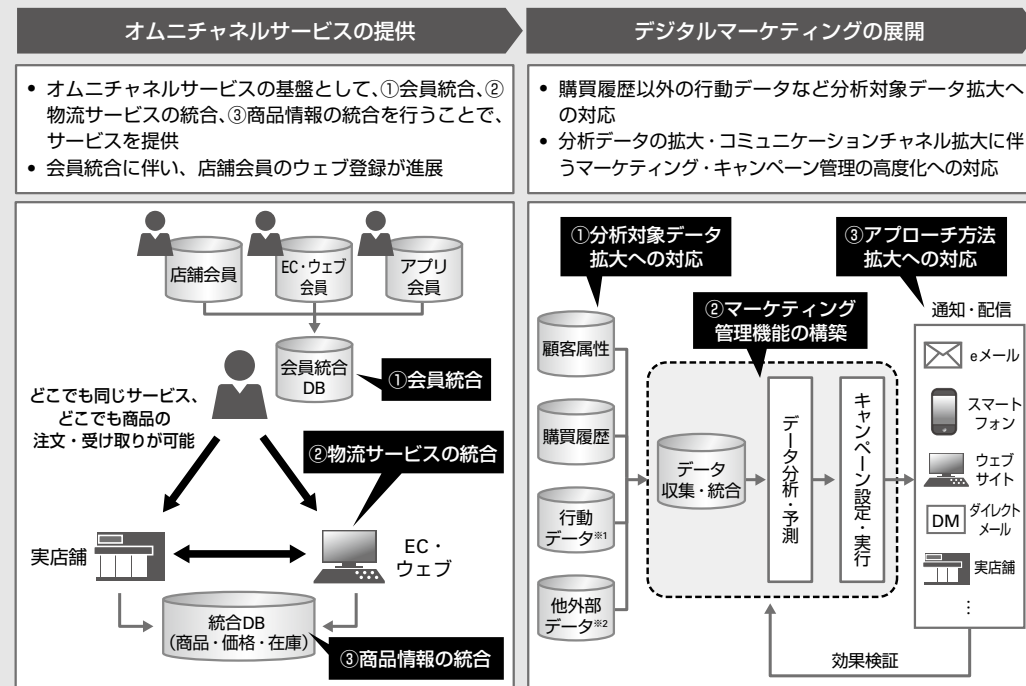 オムニチャネルサービスの提供
• オムニチャネルサービスの基盤として、①会員統合、②
物流サービスの統合、③商品情報の統合を行うことで、
サービスを提供
• 会員統合に伴い、店舗会員のウェブ登録が進展
店舗会員
EC・ウェブ
会員
アプリ
会員
会員統合
DB
①会員統合
どこでも同じサービス、
どこでも商品の
注文・受け取りが可能
②物流サービスの統合
実店舗
EC・
ウェブ
統合DB
(商品・価格・在庫)
③商品情報の統合
デジタルマーケティングの展開
• 購買履歴以外の行動データなど分析対象データ拡大へ
の対応
• 分析データの拡大・コミュニケーションチャネル拡大に伴
うマーケティング・キャンペーン管理の高度化への対応
①分析対象データ
拡大への対応
②マーケティング
管理機能の構築
③アプローチ方法
拡大への対応
顧客属性
購買履歴
行動
データ※1
他外部
データ※2
データ
収集・統合
データ分析・予測
キャンペーン設定・実行
通知・配信
eメール
スマート
フォン
ウェブ
サイト
DM
ダイレクト
メール
実店舗
⋮
効果検証